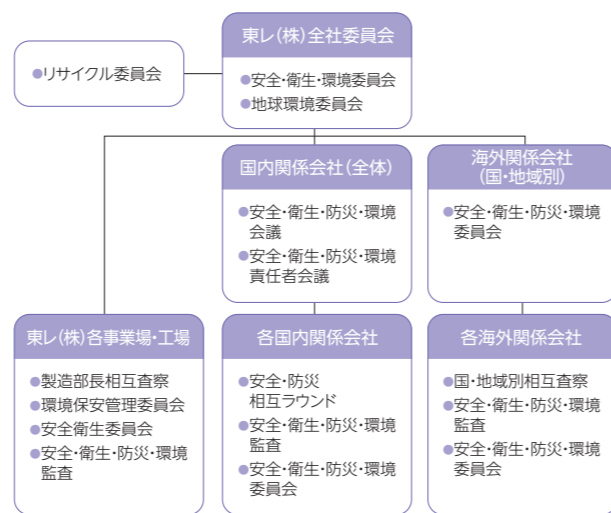 東レ(株)全社委員会
●リサイクル委員会
●安全・衛生・環境委員会
●地球環境委員会
国内関係会社(全体)
●安全・衛生・防災・環境
会議
●安全・衛生・防災・環境
責任者会議
海外関係会社
(国・地域別)
●安全・衛生・防災・環境
委員会
東レ(株)各事業場・工場
●製造部長相互査察
●環境保安管理委員会
●安全衛生委員会
●安全・衛生・防災・環境
監査
各国内関係会社
●安全・防災
相互ラウンド
●安全・衛生・防災・環境
監査
●安全・衛生・防災・環境
委員会
各海外関係会社
●国・地域別相互査察
●安全・衛生・防災・環境
監査
●安全・衛生・防災・環境
委員会